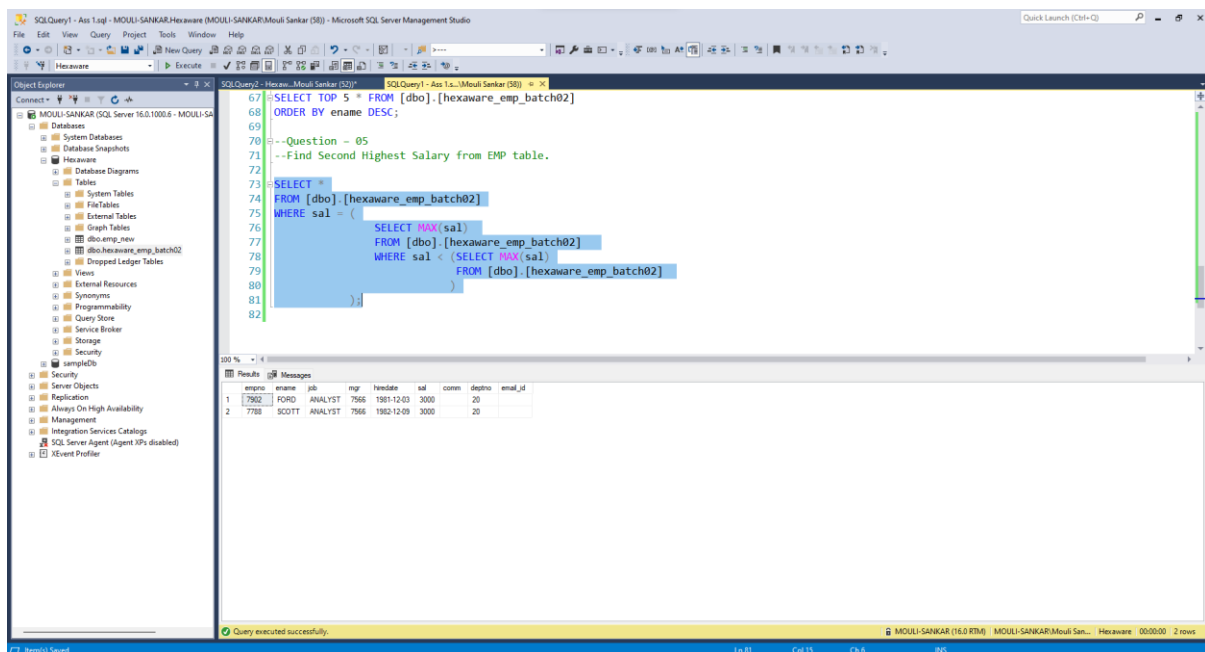 SQLQuery1 - Ass 1.sql - MOULI-SANKAR.Hexaware (MOULI-SANKAR\Mouli Sankar (58)) - Microsoft SQL Server Management Studio
Quick Launch (Ctrl+Q)
File Edit View Query Project Tools Window Help
New Query
Hexaware
Execute
Object Explorer
SQLQuery2 - Hexaw...Mouli Sankar (52))*
SQLQuery1 - Ass 1.s...\Mouli Sankar (58))
Connect
MOULI-SANKAR (SQL Server 16.0.1000.6 - MOULI-SA
Databases
System Databases
Database Snapshots
Hexaware
Database Diagrams
Tables
System Tables
FileTables
External Tables
Graph Tables
dbo.emp_new
dbo.hexaware_emp_batch02
Dropped Ledger Tables
Views
External Resources
Synonyms
Programmability
Query Store
Service Broker
Storage
Security
sampleDb
Security
Server Objects
Replication
Always On High Availability
Management
Integration Services Catalogs
SQL Server Agent (Agent XPs disabled)
XEvent Profiler
67 SELECT TOP 5 * FROM [dbo].[hexaware_emp_batch02]
68 ORDER BY ename DESC;
69
70 --Question – 05
71 --Find Second Highest Salary from EMP table.
72
73 SELECT *
74 FROM [dbo].[hexaware_emp_batch02]
75 WHERE sal = (
76 SELECT MAX(sal)
77 FROM [dbo].[hexaware_emp_batch02]
78 WHERE sal < (SELECT MAX(sal)
79 FROM [dbo].[hexaware_emp_batch02]
80 )
81 );
82
100 %
Results Messages
empno ename job mgr hiredate sal comm deptno email_id
1 7902 FORD ANALYST 7566 1981-12-03 3000 20
2 7788 SCOTT ANALYST 7566 1982-12-09 3000 20
Query executed successfully.
MOULI-SANKAR (16.0 RTM) MOULI-SANKAR\Mouli San... Hexaware 00:00:00 2 rows
Item(s) Saved
Ln 81 Col 15 Ch 6 INS